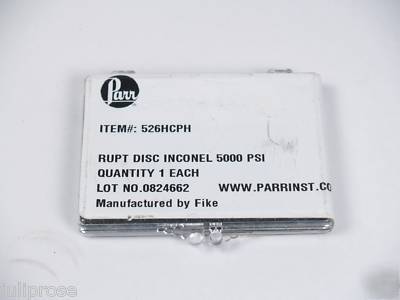 Parr
ITEM#: 526HCPH
RUPT DISC INCONEL 5000 PSI
QUANTITY 1 EACH
LOT NO.0824662 WWW.PARRINST.CO
Manufactured by Fike
juliprose